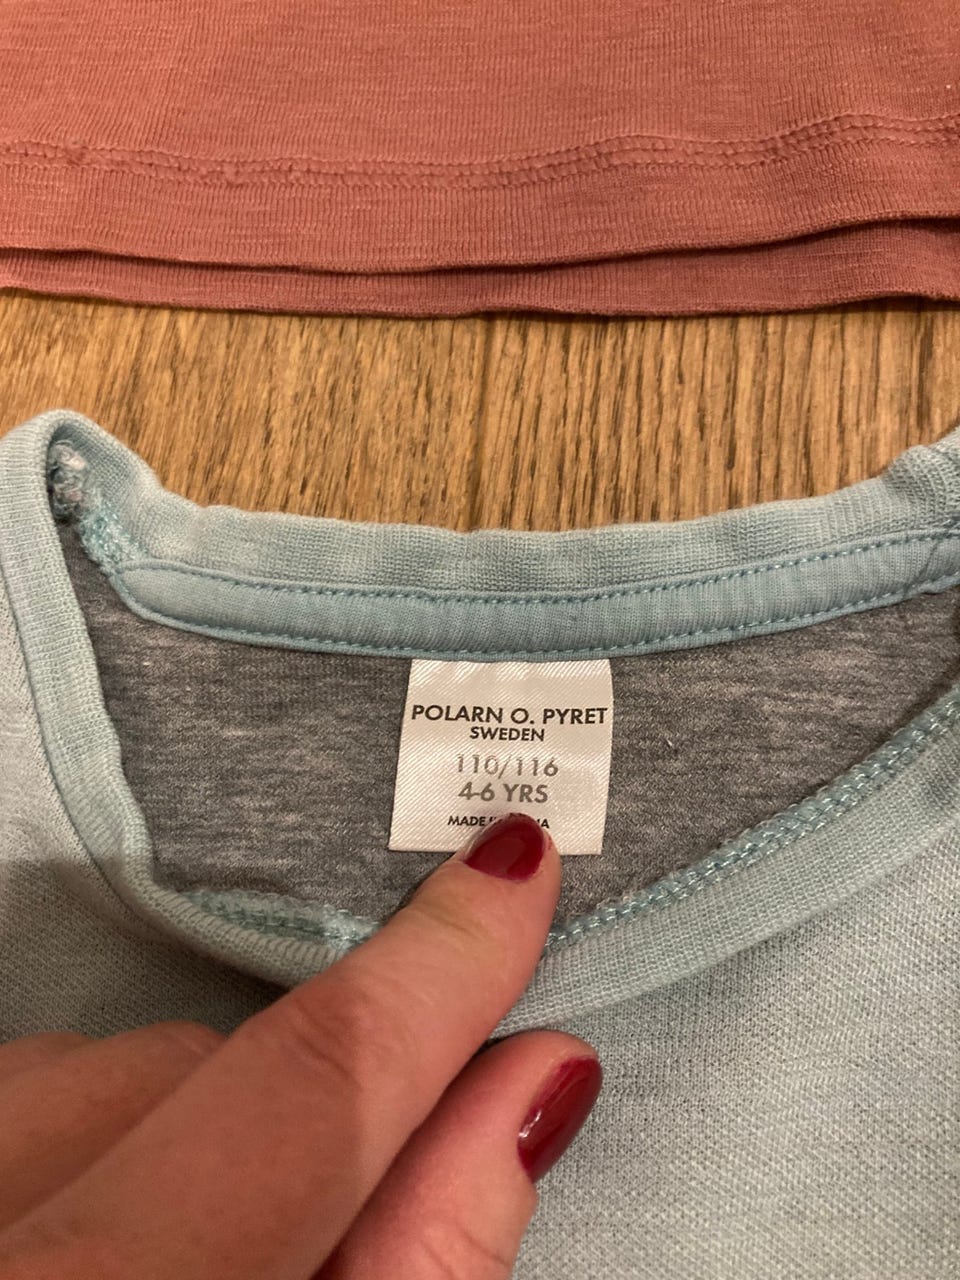 POLARN O. PYRET
SWEDEN
110/116
4-6 YRS
MADE